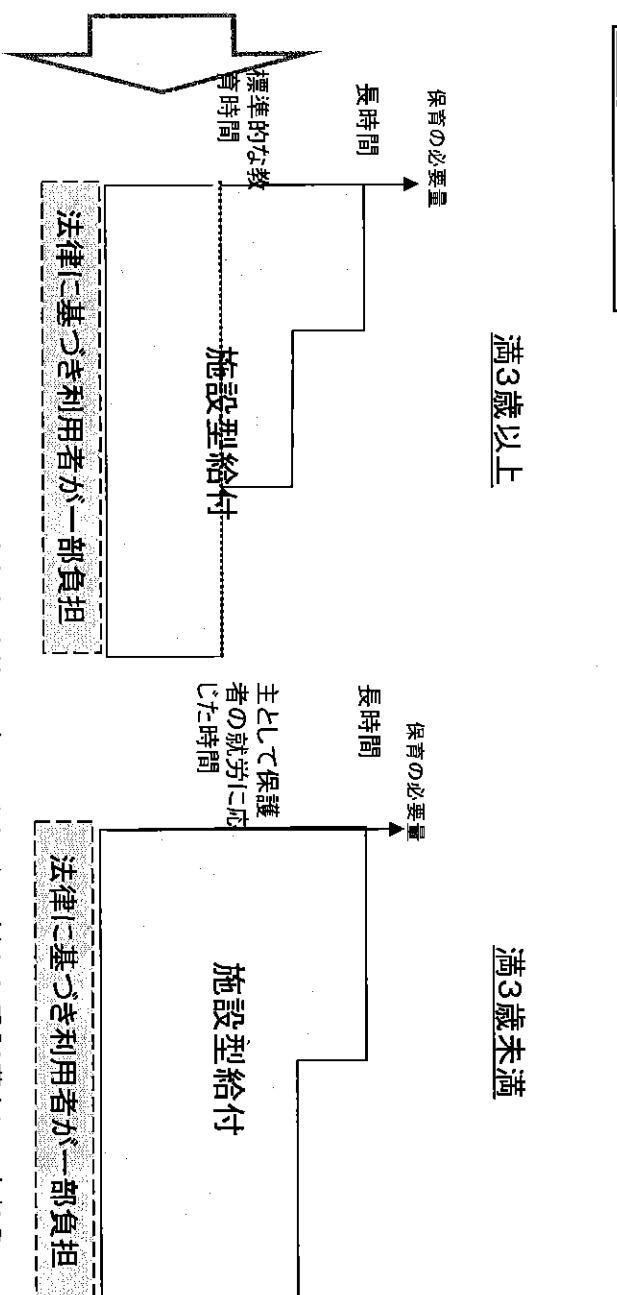 満3歳以上
保育の必要量
長時間
標準的な教
育時間
施設型給付
法律に基づき利用者が一部負担
満3歳未満
保育の必要量
長時間
主として保護
者の就労に応
じた時間
施設型給付
法律に基づき利用者が一部負担